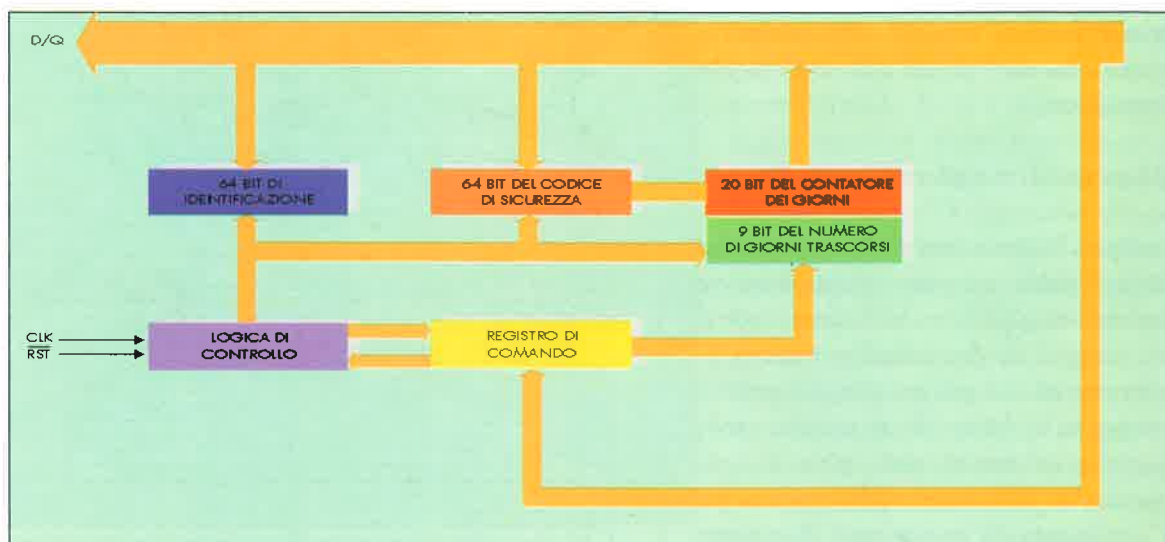 D/Q
64 BIT DI
IDENTIFICAZIONE
64 BIT DEL CODICE
DI SICUREZZA
20 BIT DEL CONTATORE
DEI GIORNI
9 BIT DEL NUMERO
DI GIORNI TRASCORSI
CLK
RST
LOGICA DI
CONTROLLO
REGISTRO DI
COMANDO